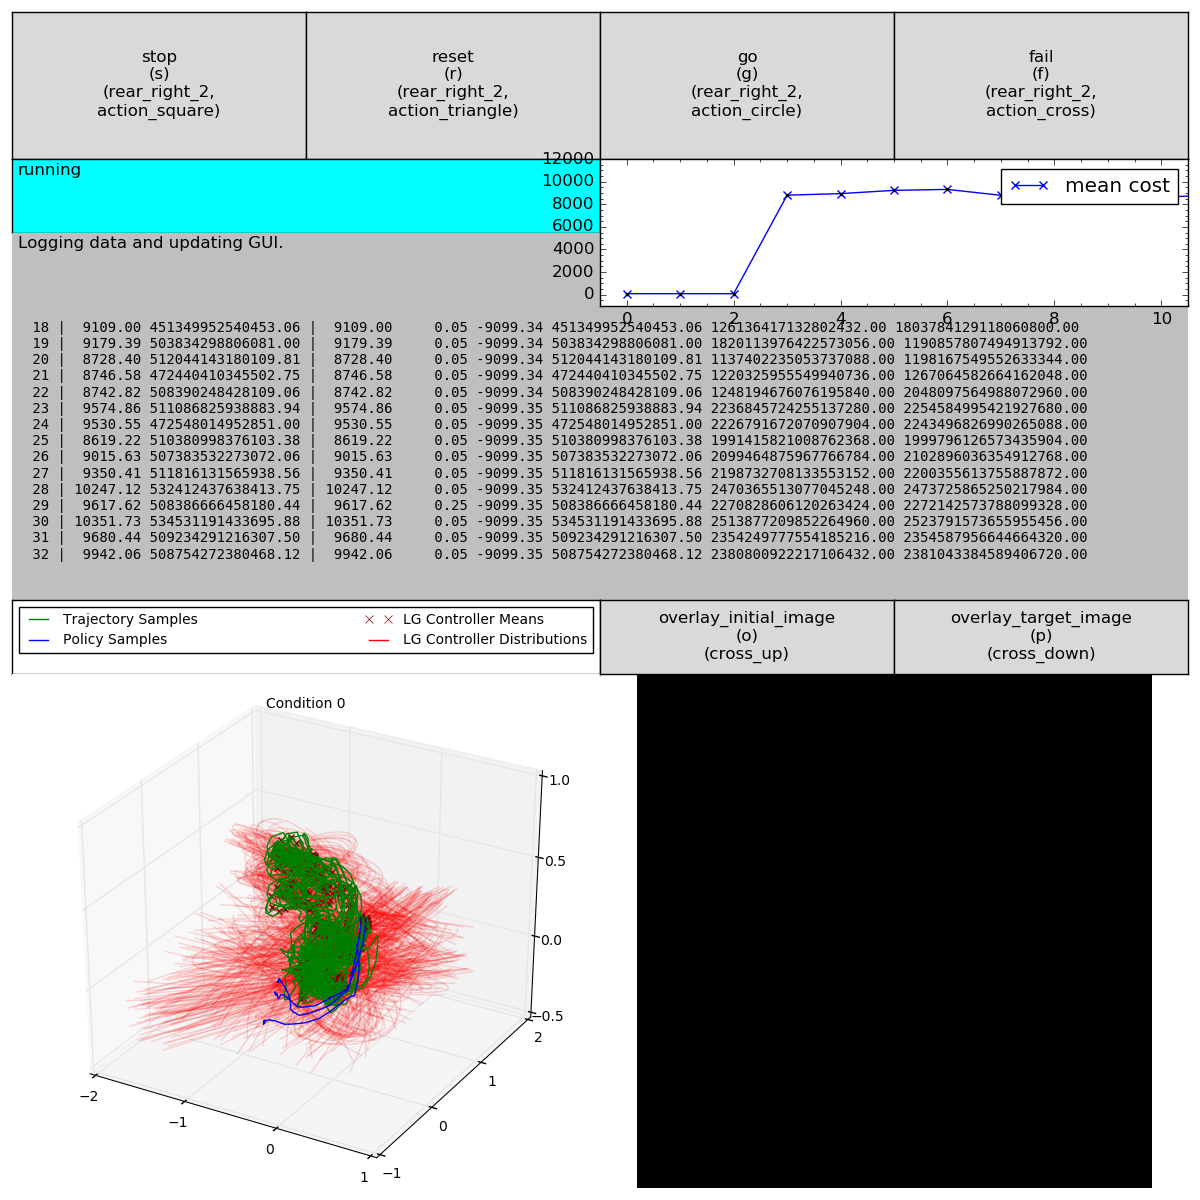 stop
(s)
(rear_right_2,
action_square)
reset
(r)
(rear_right_2,
action_triangle)
go
(g)
(rear_right_2,
action_circle)
fail
(f)
(rear_right_2,
action_cross)
running
Logging data and updating GUI.
12000
10000
8000
6000
4000
2000
0
mean cost
0 2 4 6 8 10
18 | 9109.00 451349952540453.06 | 9109.00 0.05 -9099.34 451349952540453.06 126136417132802432.00 1803784129118060800.00
19 | 9179.39 503834298806081.00 | 9179.39 0.05 -9099.34 503834298806081.00 1820113976422573056.00 1190857807494913792.00
20 | 8728.40 512044143180109.81 | 8728.40 0.05 -9099.34 512044143180109.81 1137402235053737088.00 1198167549552633344.00
21 | 8746.58 472440410345502.75 | 8746.58 0.05 -9099.34 472440410345502.75 1220325955549940736.00 1267064582664162048.00
22 | 8742.82 508390248428109.06 | 8742.82 0.05 -9099.34 508390248428109.06 1248194676076195840.00 2048097564988072960.00
23 | 9574.86 511086825938883.94 | 9574.86 0.05 -9099.35 511086825938883.94 2236845724255137280.00 2254584995421927680.00
24 | 9530.55 472548014952851.00 | 9530.55 0.05 -9099.35 472548014952851.00 2226791672070907904.00 2243496826990265088.00
25 | 8619.22 510380998376103.38 | 8619.22 0.05 -9099.35 510380998376103.38 1991415821008762368.00 1999796126573435904.00
26 | 9015.63 507383532273072.06 | 9015.63 0.05 -9099.35 507383532273072.06 2099464875967766784.00 2102896036354912768.00
27 | 9350.41 511816131565938.56 | 9350.41 0.05 -9099.35 511816131565938.56 2198732708133553152.00 2200355613755887872.00
28 | 10247.12 532412437638413.75 | 10247.12 0.05 -9099.35 532412437638413.75 2470365513077045248.00 2473725865250217984.00
29 | 9617.62 508386666458180.44 | 9617.62 0.25 -9099.35 508386666458180.44 2270828606120263424.00 2272142573788099328.00
30 | 10351.73 534531191433695.88 | 10351.73 0.05 -9099.35 534531191433695.88 2513877209852264960.00 2523791573655955456.00
31 | 9680.44 509234291216307.50 | 9680.44 0.05 -9099.35 509234291216307.50 2354249777554185216.00 2354587956644664320.00
32 | 9942.06 508754272380468.12 | 9942.06 0.05 -9099.35 508754272380468.12 2380800922217106432.00 2381043384589406720.00
Trajectory Samples
Policy Samples
LG Controller Means
LG Controller Distributions
overlay_initial_image
(o)
(cross_up)
overlay_target_image
(p)
(cross_down)
Condition 0
1.0
0.5
0.0
−0.5
2
1
0
−1
−2
−1
0
1